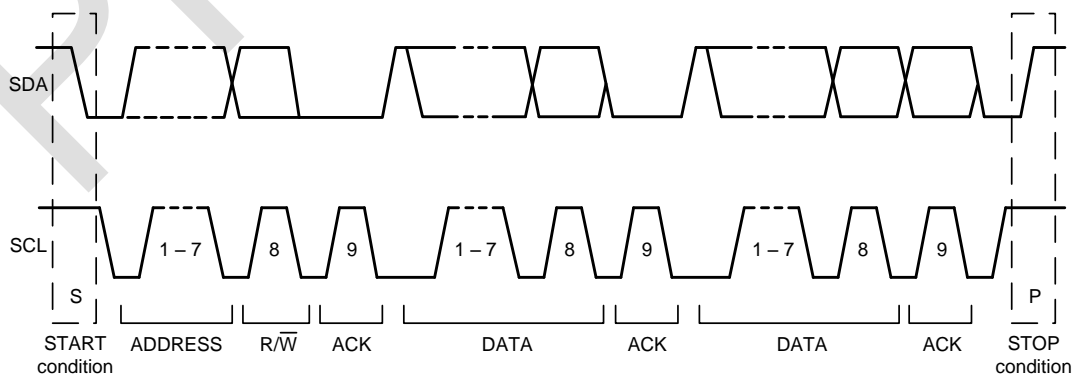 SDA
SCL
1 – 7
8
9
1 – 7
8
9
1 – 7
8
9
S
P
START
condition
ADDRESS
R/W̅
ACK
DATA
ACK
DATA
ACK
STOP
condition